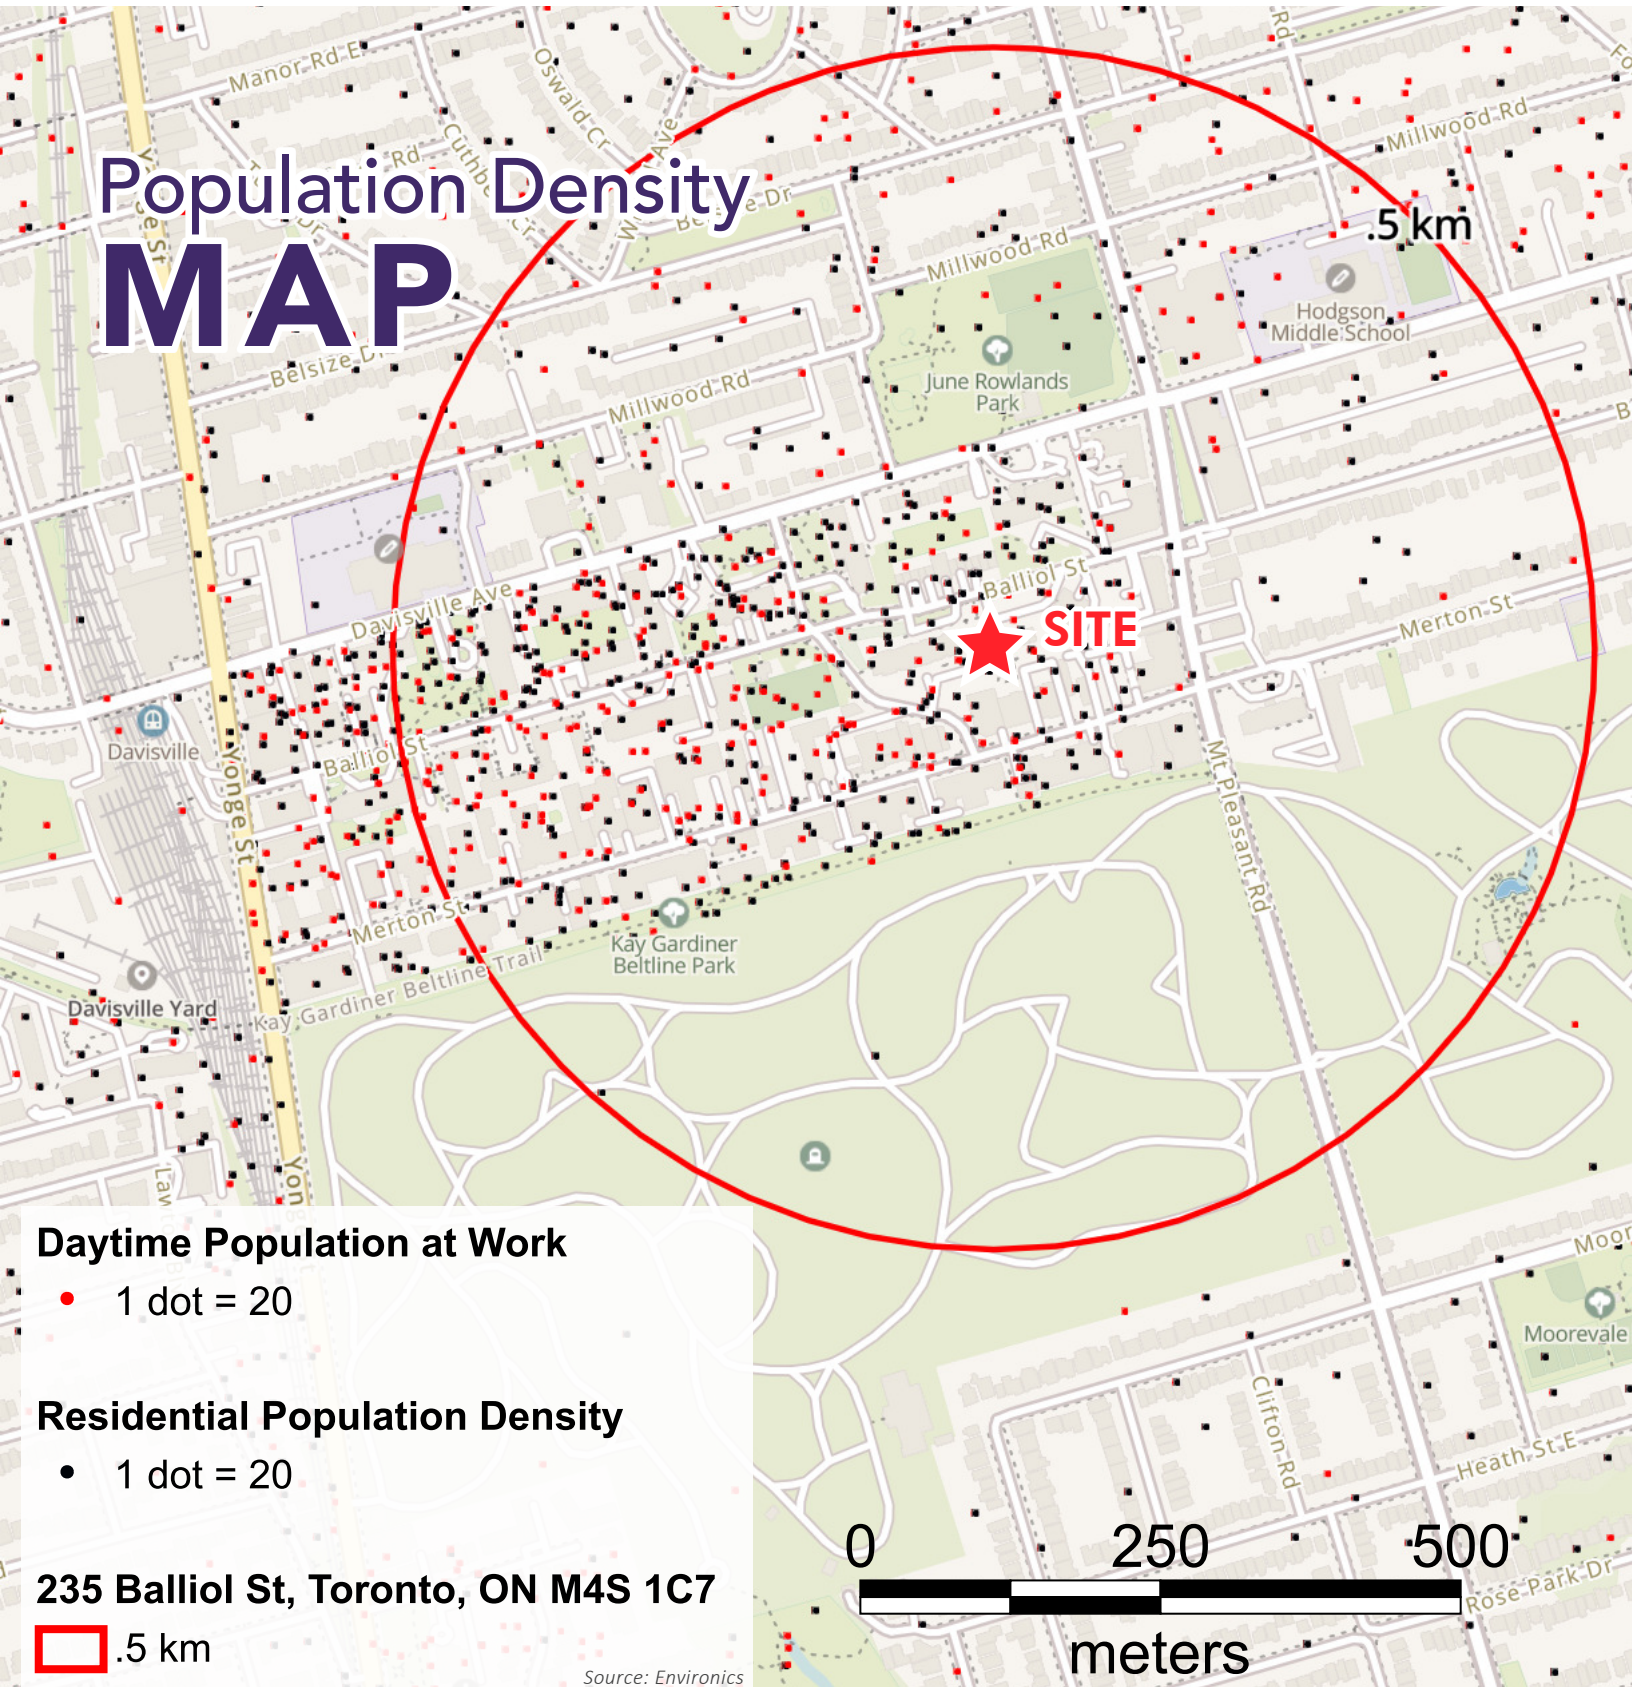 Manor Rd E
Oswald Cr
Rd
Millwood Rd
Population Density
MAP
Belsize Dr
.5 km
Millwood Rd
Hodgson
Middle School
June Rowlands
Park
Millwood Rd
Balliol St
Davisville Ave
SITE
Merton St
Davisville
Balliol St
Yonge St
Mt Pleasant Rd
Merton St
Kay Gardiner
Beltline Park
Davisville Yard
Kay Gardiner Beltline Trail
Daytime Population at Work
1 dot = 20
Residential Population Density
1 dot = 20
235 Balliol St, Toronto, ON M4S 1C7
.5 km
Source: Environics
Moorevale
Clifton Rd
Heath St E
0 250 500
meters
Rose Park Dr